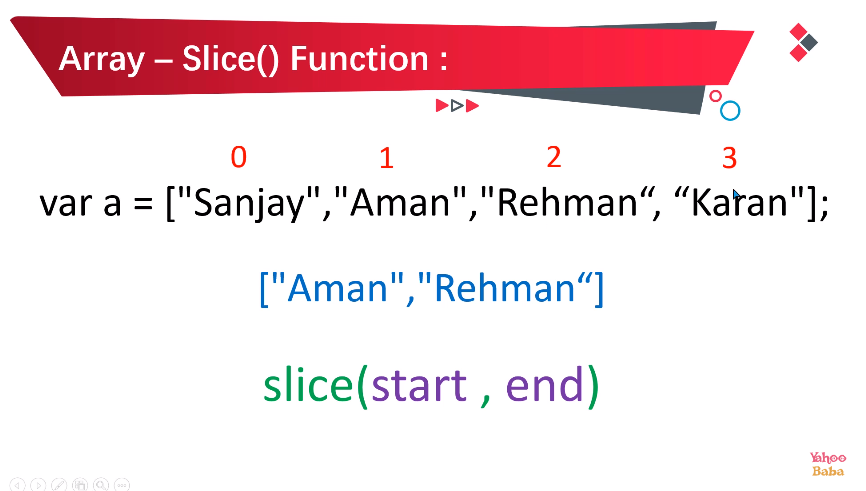 Array – Slice() Function :
0 1 2 3
var a = ["Sanjay","Aman","Rehman“, “Karan"];
["Aman","Rehman“]
slice(start , end)
Yahoo
Baba